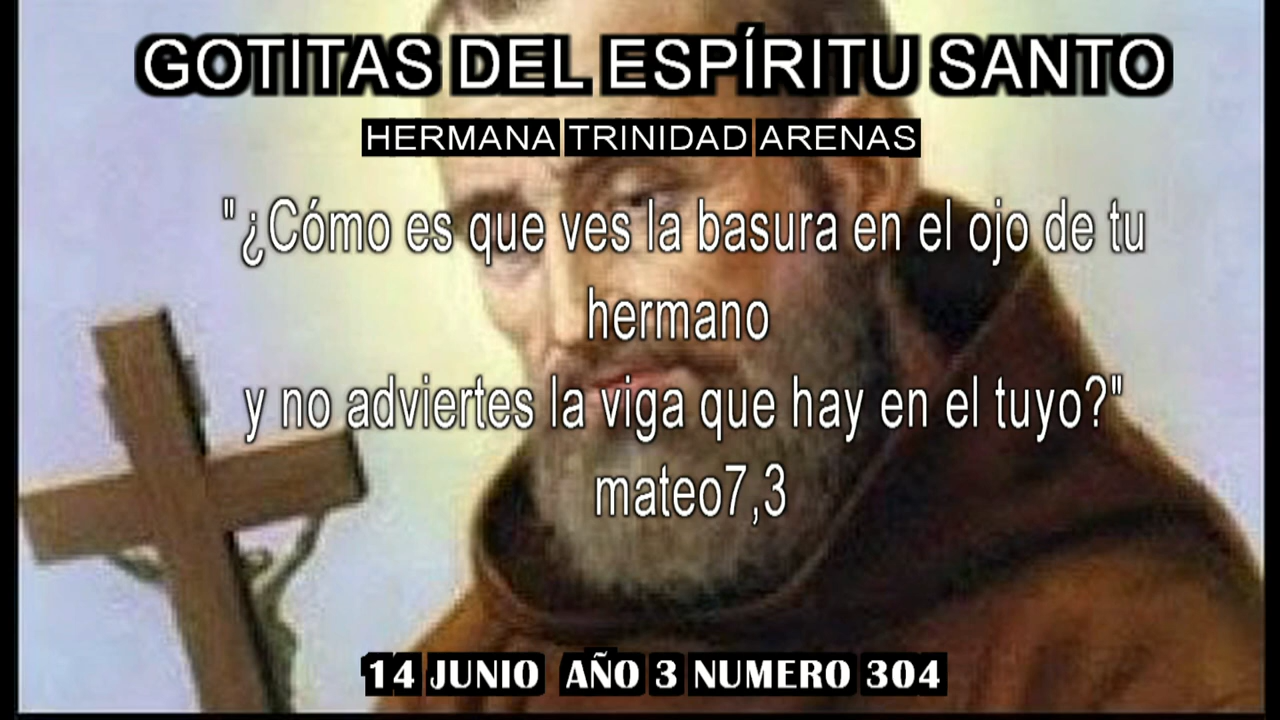 GOTITAS DEL ESPÍRITU SANTO
HERMANA TRINIDAD ARENAS
"¿Cómo es que ves la basura en el ojo de tu
hermano
y no adviertes la viga que hay en el tuyo?"
mateo7,3
14 JUNIO AÑO 3 NUMERO 304